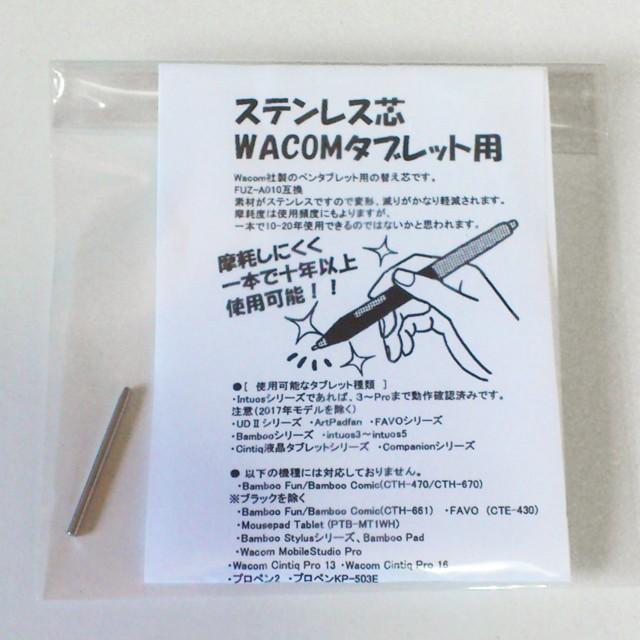 ステンレス芯
WACOMタブレット用
Wacom社製のペンタブレット用の替え芯です。
FUZ-A010互換
素材がステンレスですので変形、減りがかなり軽減されます。
摩耗度は使用頻度にもよりますが、
一本で10-20年使用できるのではないかと思われます。
摩耗しにくく
一本で十年以上
使用可能！！
●[ 使用可能なタブレット種類 ]
・Intuosシリーズであれば、3～Proまで動作確認済みです。
注意(2017年モデルを除く)
・UDⅡシリーズ ・ArtPadfan ・FAVOシリーズ
・Bambooシリーズ ・intuos3～intuos5
・Cintiq液晶タブレットシリーズ ・Companionシリーズ
● 以下の機種には対応しておりません。
・Bamboo Fun/Bamboo Comic(CTH-470/CTH-670)
※ブラックを除く
・Bamboo Fun/Bamboo Comic(CTH-661) ・FAVO (CTE-430)
・Mousepad Tablet (PTB-MT1WH)
・Bamboo Stylusシリーズ、Bamboo Pad
・Wacom MobileStudio Pro
・Wacom Cintiq Pro 13 ・Wacom Cintiq Pro 16
・プロペン2 ・プロペンKP-503E